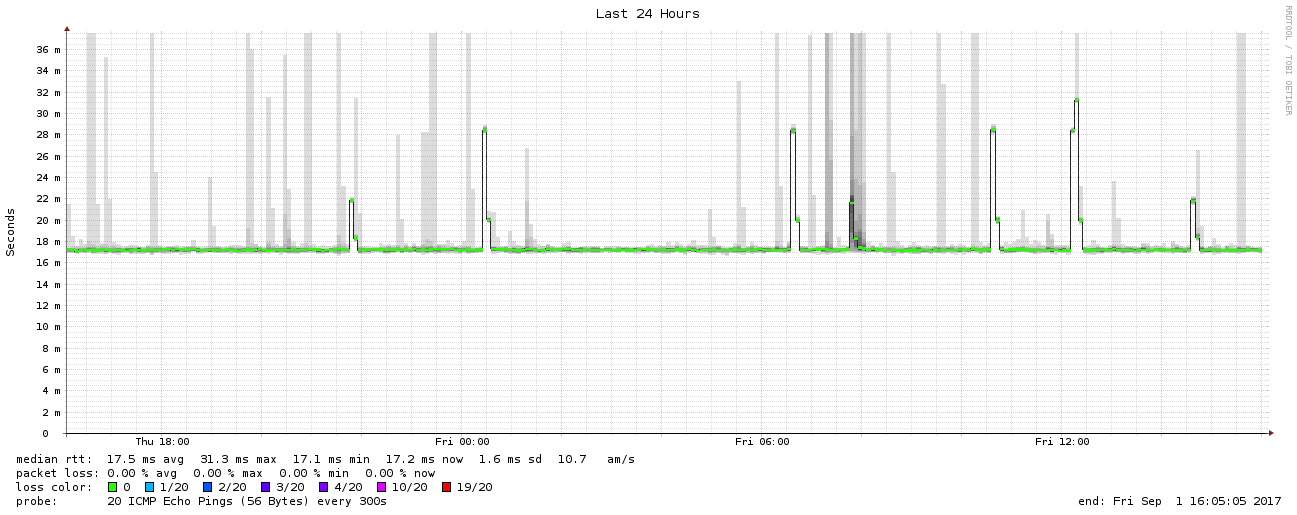 Last 24 Hours
RRDTOOL / TOBI OETIKER
Seconds
36 m
34 m
32 m
30 m
28 m
26 m
24 m
22 m
20 m
18 m
16 m
14 m
12 m
10 m
8 m
6 m
4 m
2 m
0
Thu 18:00 Fri 00:00 Fri 06:00 Fri 12:00
median rtt: 17.5 ms avg 31.3 ms max 17.1 ms min 17.2 ms now 1.6 ms sd 10.7 am/s
packet loss: 0.00 % avg 0.00 % max 0.00 % min 0.00 % now
loss color: 0 1/20 2/20 3/20 4/20 10/20 19/20
probe: 20 ICMP Echo Pings (56 Bytes) every 300s end: Fri Sep 1 16:05:05 2017